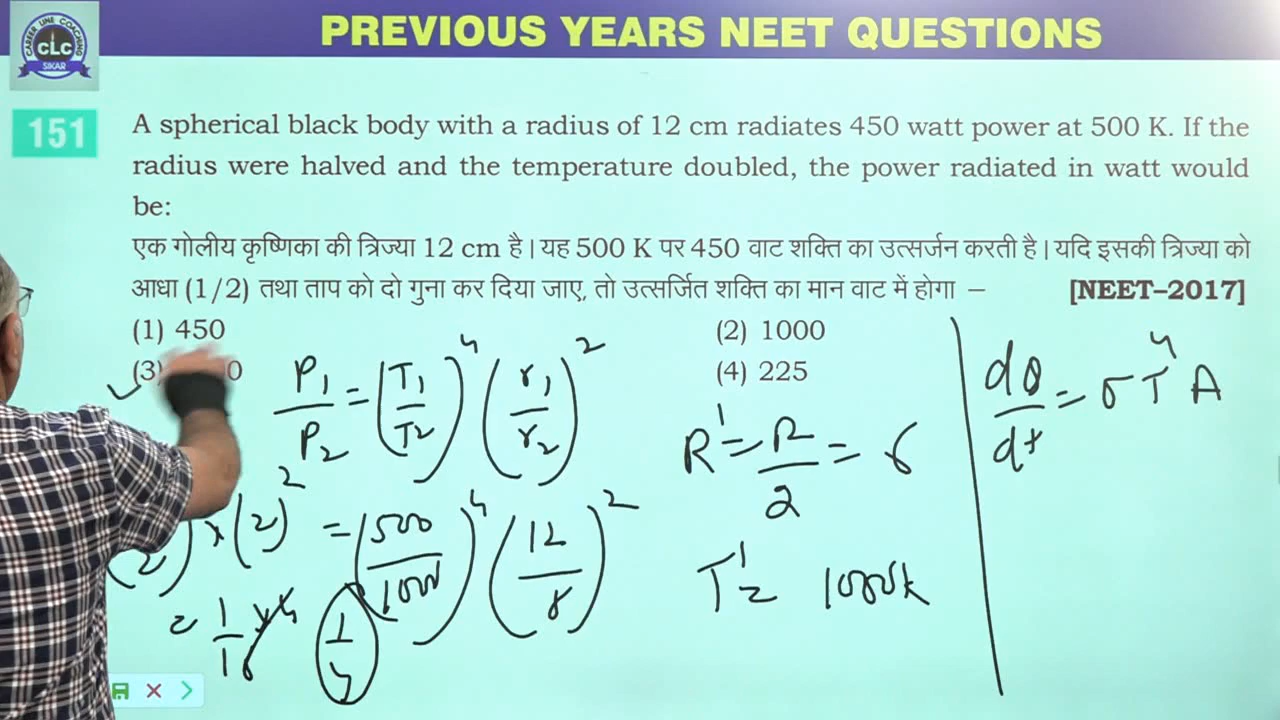 PREVIOUS YEARS NEET QUESTIONS
CAREER LINE COACHING
CLC
SIKAR
151
A spherical black body with a radius of 12 cm radiates 450 watt power at 500 K. If the
radius were halved and the temperature doubled, the power radiated in watt would
be:
एक गोलीय कृष्णिका की त्रिज्या 12 cm है। यह 500 K पर 450 वाट शक्ति का उत्सर्जन करती है। यदि इसकी त्रिज्या को
आधा (1/2) तथा ताप को दो गुना कर दिया जाए, तो उत्सर्जित शक्ति का मान वाट में होगा –
[NEET–2017]
(1) 450
(2) 1000
(3)
(4) 225
P₁/P₂ = (T₁/T₂)⁴ (r₁/r₂)²
= (500/1000)⁴ (12/6)²
× (2)²
= 1/16 × 4
1/4
R' = R/2 = 6
T' = 1000k
dθ/dt = σT⁴A